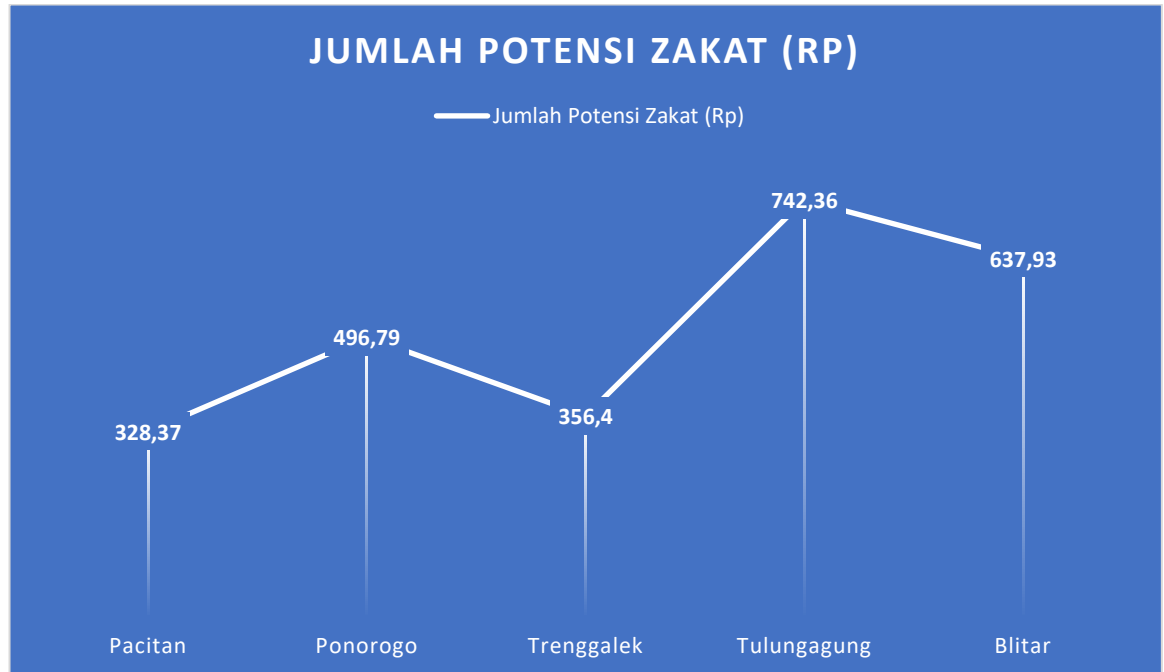 JUMLAH POTENSI ZAKAT (RP)
Jumlah Potensi Zakat (Rp)
742,36
637,93
496,79
356,4
328,37
Pacitan Ponorogo Trenggalek Tulungagung Blitar